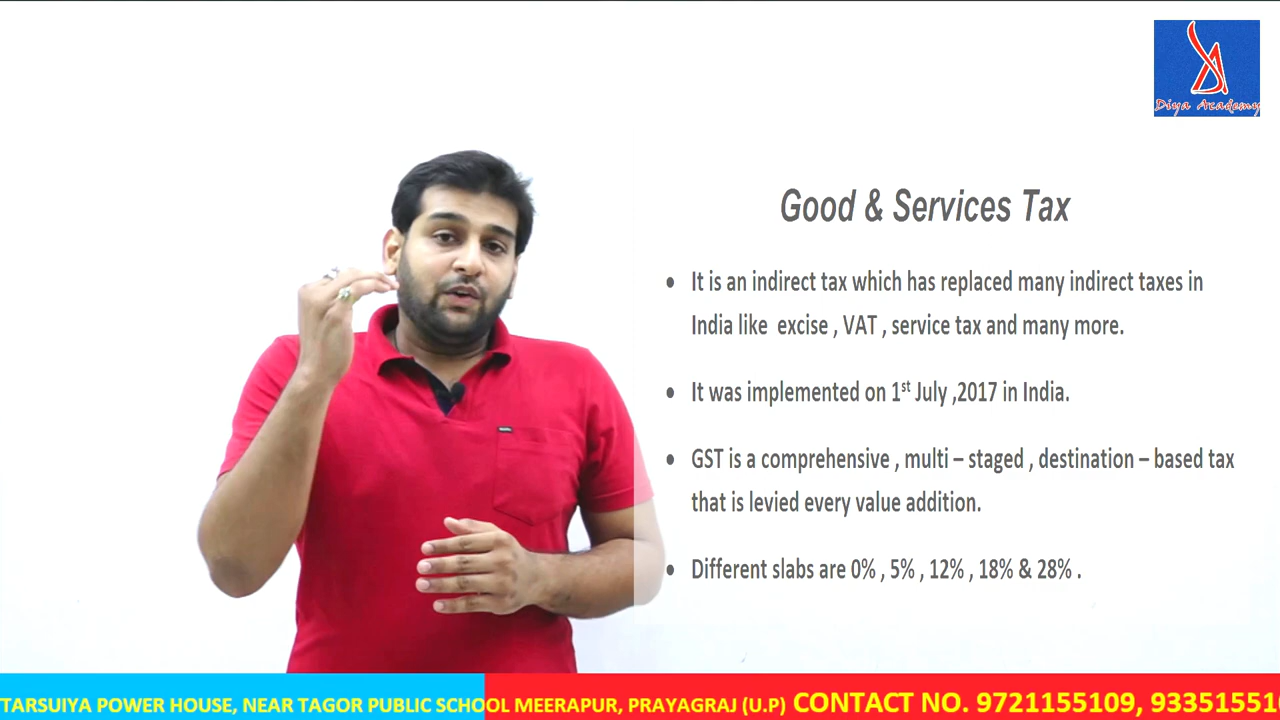 Diya Academy
Good & Services Tax
• It is an indirect tax which has replaced many indirect taxes in
India like excise , VAT , service tax and many more.
• It was implemented on 1st July ,2017 in India.
• GST is a comprehensive , multi – staged , destination – based tax
that is levied every value addition.
• Different slabs are 0% , 5% , 12% , 18% & 28% .
TARSUIYA POWER HOUSE, NEAR TAGOR PUBLIC SCHOOL MEERAPUR, PRAYAGRAJ (U.P) CONTACT NO. 9721155109, 93351551